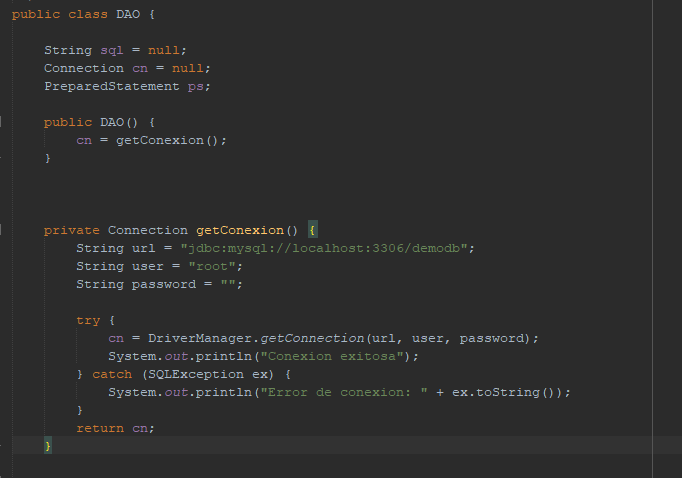 public class DAO {
String sql = null;
Connection cn = null;
PreparedStatement ps;
public DAO() {
cn = getConexion();
}
private Connection getConexion() {
String url = "jdbc:mysql://localhost:3306/demodb";
String user = "root";
String password = "";
try {
cn = DriverManager.getConnection(url, user, password);
System.out.println("Conexion exitosa");
} catch (SQLException ex) {
System.out.println("Error de conexion: " + ex.toString());
}
return cn;
}